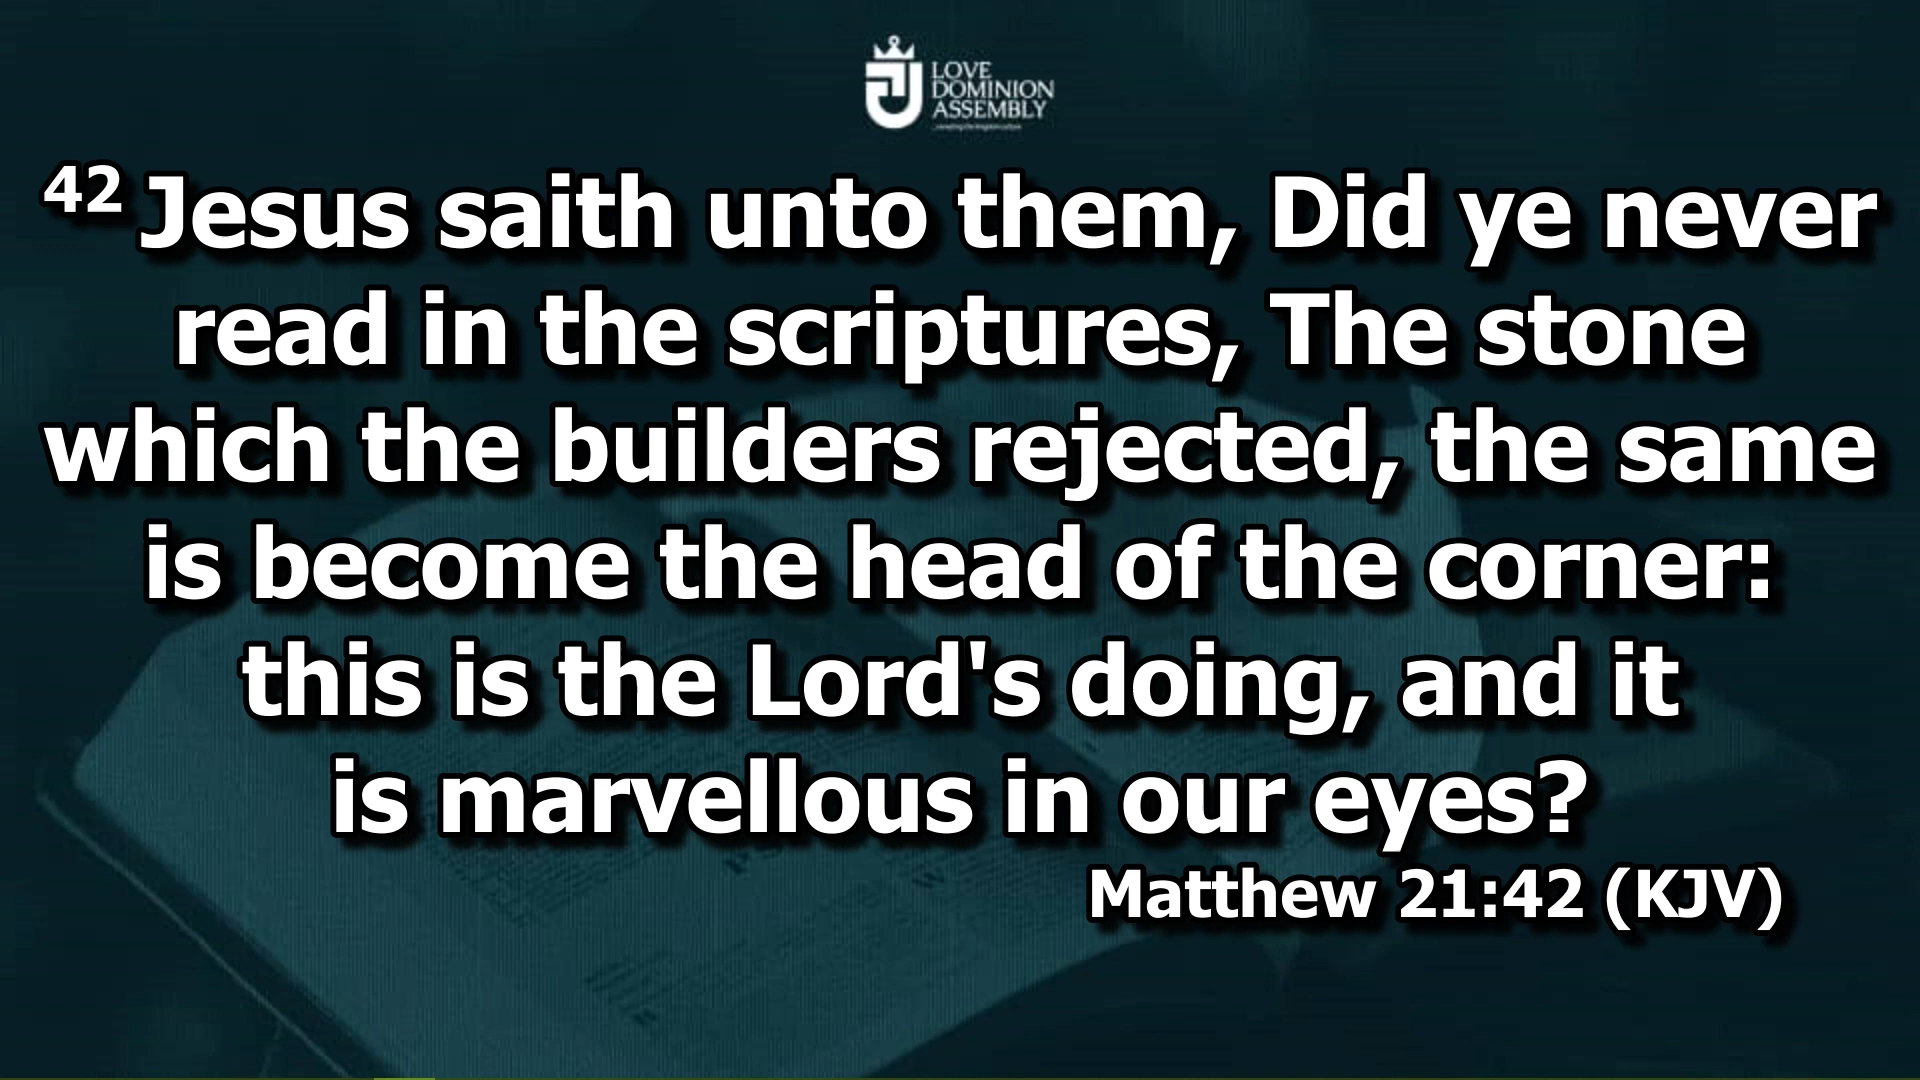 LOVE
DOMINION
ASSEMBLY
42 Jesus saith unto them, Did ye never
read in the scriptures, The stone
which the builders rejected, the same
is become the head of the corner:
this is the Lord's doing, and it
is marvellous in our eyes?
Matthew 21:42 (KJV)